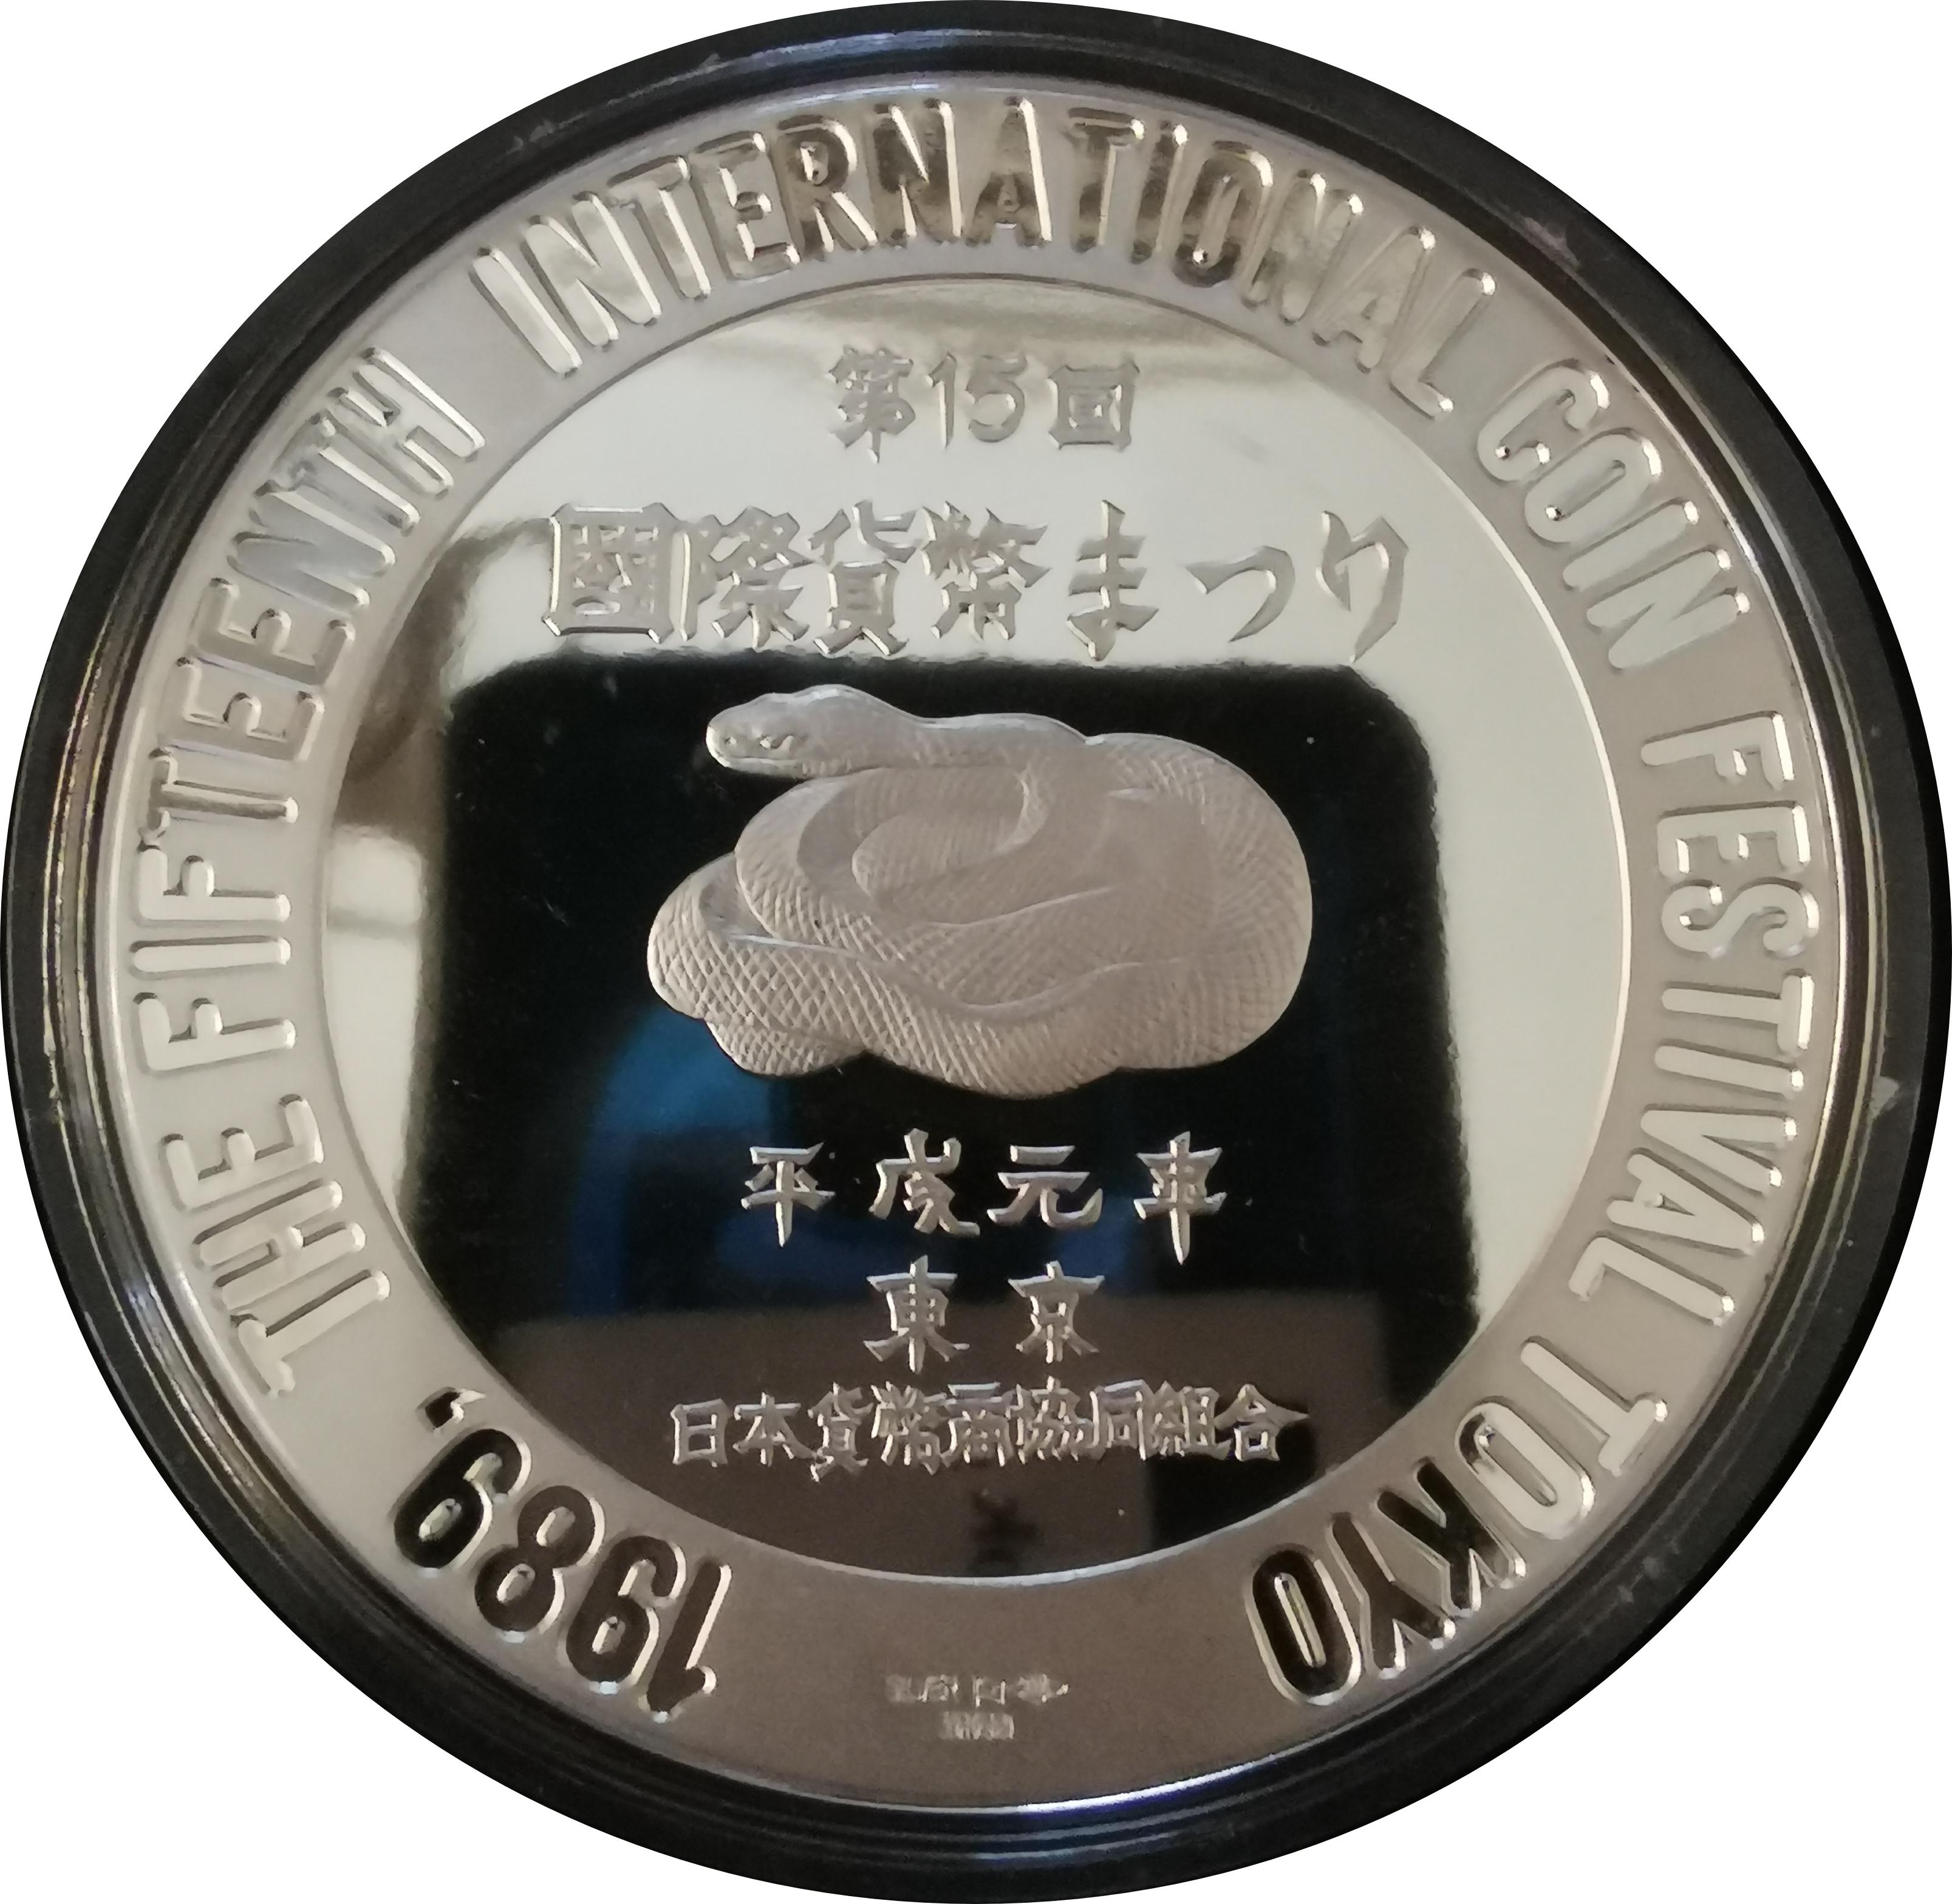 1989, THE FIFTEENTH INTERNATIONAL COIN FESTIVAL TOKYO
第15回
國際貨幣まつり
平成元年
東京
日本貨幣商協同組合